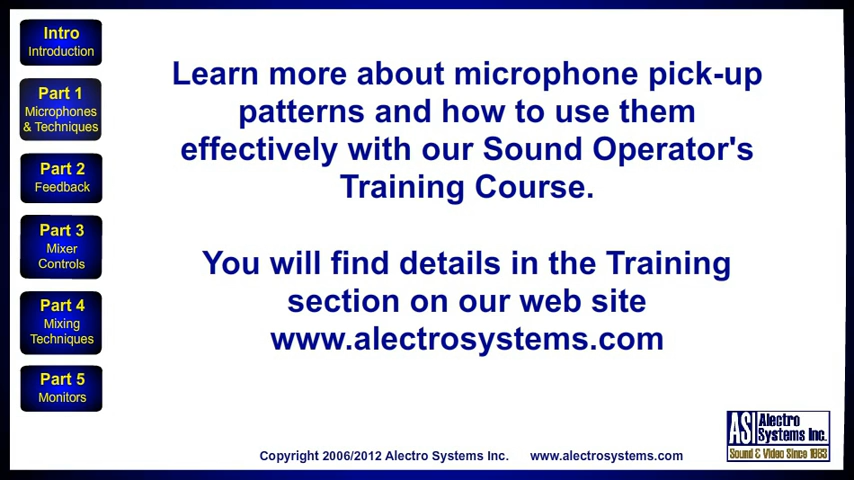 Intro
Introduction
Part 1
Microphones
& Techniques
Part 2
Feedback
Part 3
Mixer
Controls
Part 4
Mixing
Techniques
Part 5
Monitors
Learn more about microphone pick-up
patterns and how to use them
effectively with our Sound Operator's
Training Course.
You will find details in the Training
section on our web site
www.alectrosystems.com
ASI Alectro
Systems Inc.
Sound & Video Since 1983
Copyright 2006/2012 Alectro Systems Inc. www.alectrosystems.com